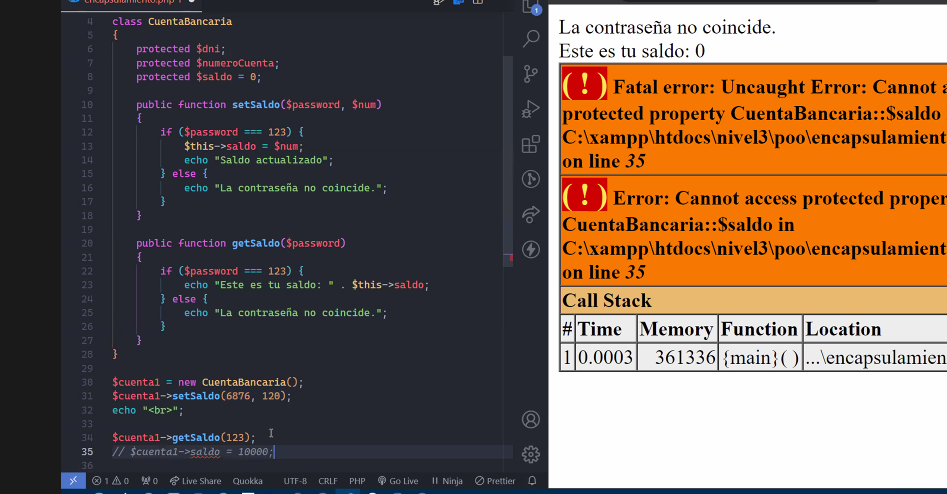 encapsulamiento.php 1
4 class CuentaBancaria
5 {
6 protected $dni;
7 protected $numeroCuenta;
8 protected $saldo = 0;
9
10 public function setSaldo($password, $num)
11 {
12 if ($password === 123) {
13 $this->saldo = $num;
14 echo "Saldo actualizado";
15 } else {
16 echo "La contraseña no coincide.";
17 }
18 }
19
20 public function getSaldo($password)
21 {
22 if ($password === 123) {
23 echo "Este es tu saldo: " . $this->saldo;
24 } else {
25 echo "La contraseña no coincide.";
26 }
27 }
28 }
29
30 $cuenta1 = new CuentaBancaria();
31 $cuenta1->setSaldo(6876, 120);
32 echo "<br>";
33
34 $cuenta1->getSaldo(123);
35 // $cuenta1->saldo = 10000;
36
1 0 0 Live Share Quokka UTF-8 CRLF PHP Go Live Ninja Prettier
1
La contraseña no coincide.
Este es tu saldo: 0
( ! ) Fatal error: Uncaught Error: Cannot a
protected property CuentaBancaria::$saldo
C:\xampp\htdocs\nivel3\poo\encapsulament
on line 35
( ! ) Error: Cannot access protected proper
CuentaBancaria::$saldo in
C:\xampp\htdocs\nivel3\poo\encapsulament
on line 35
Call Stack
# Time Memory Function Location
1 0.0003 361336 {main}( ) ...\encapsulamien